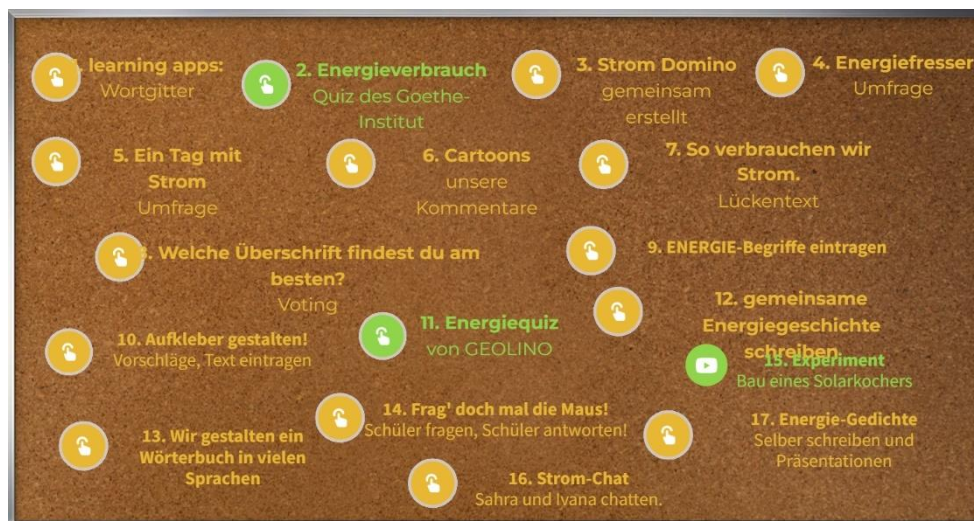 learning apps:
Wortgitter
2. Energieverbrauch
Quiz des Goethe-
Institut
3. Strom Domino
gemeinsam
erstellt
4. Energiefresser
Umfrage
5. Ein Tag mit
Strom
Umfrage
6. Cartoons
unsere
Kommentare
7. So verbrauchen wir
Strom.
Lückentext
Welche Überschrift findest du am
besten?
Voting
9. ENERGIE-Begriffe eintragen
10. Aufkleber gestalten!
Vorschläge, Text eintragen
11. Energiequiz
von GEOLINO
12. gemeinsame
Energiegeschichte
schreiben.
15. Experiment
Bau eines Solarkochers
13. Wir gestalten ein
Wörterbuch in vielen
Sprachen
14. Frag' doch mal die Maus!
Schüler fragen, Schüler antworten!
17. Energie-Gedichte
Selber schreiben und
Präsentationen
16. Strom-Chat
Sahra und Ivana chatten.